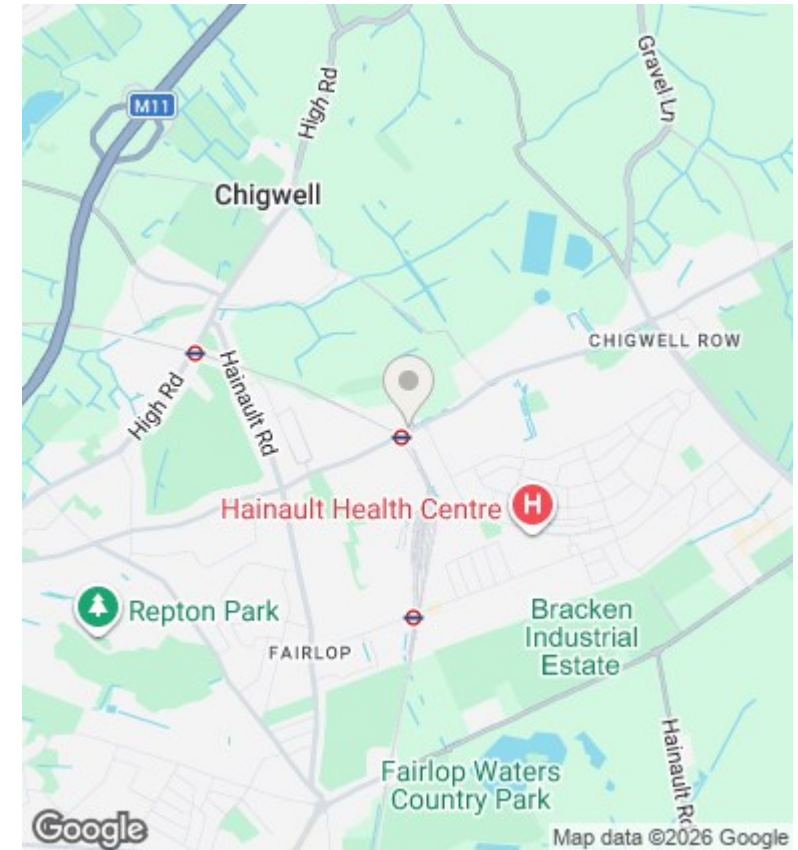 M11
High Rd
Gravel Ln
Chigwell
CHIGWELL ROW
High Rd
Hainault Rd
Hainault Health Centre
H
Repton Park
Bracken
Industrial
Estate
FAIRLOP
Hainault Rd
Fairlop Waters
Country Park
Google
Map data ©2026 Google